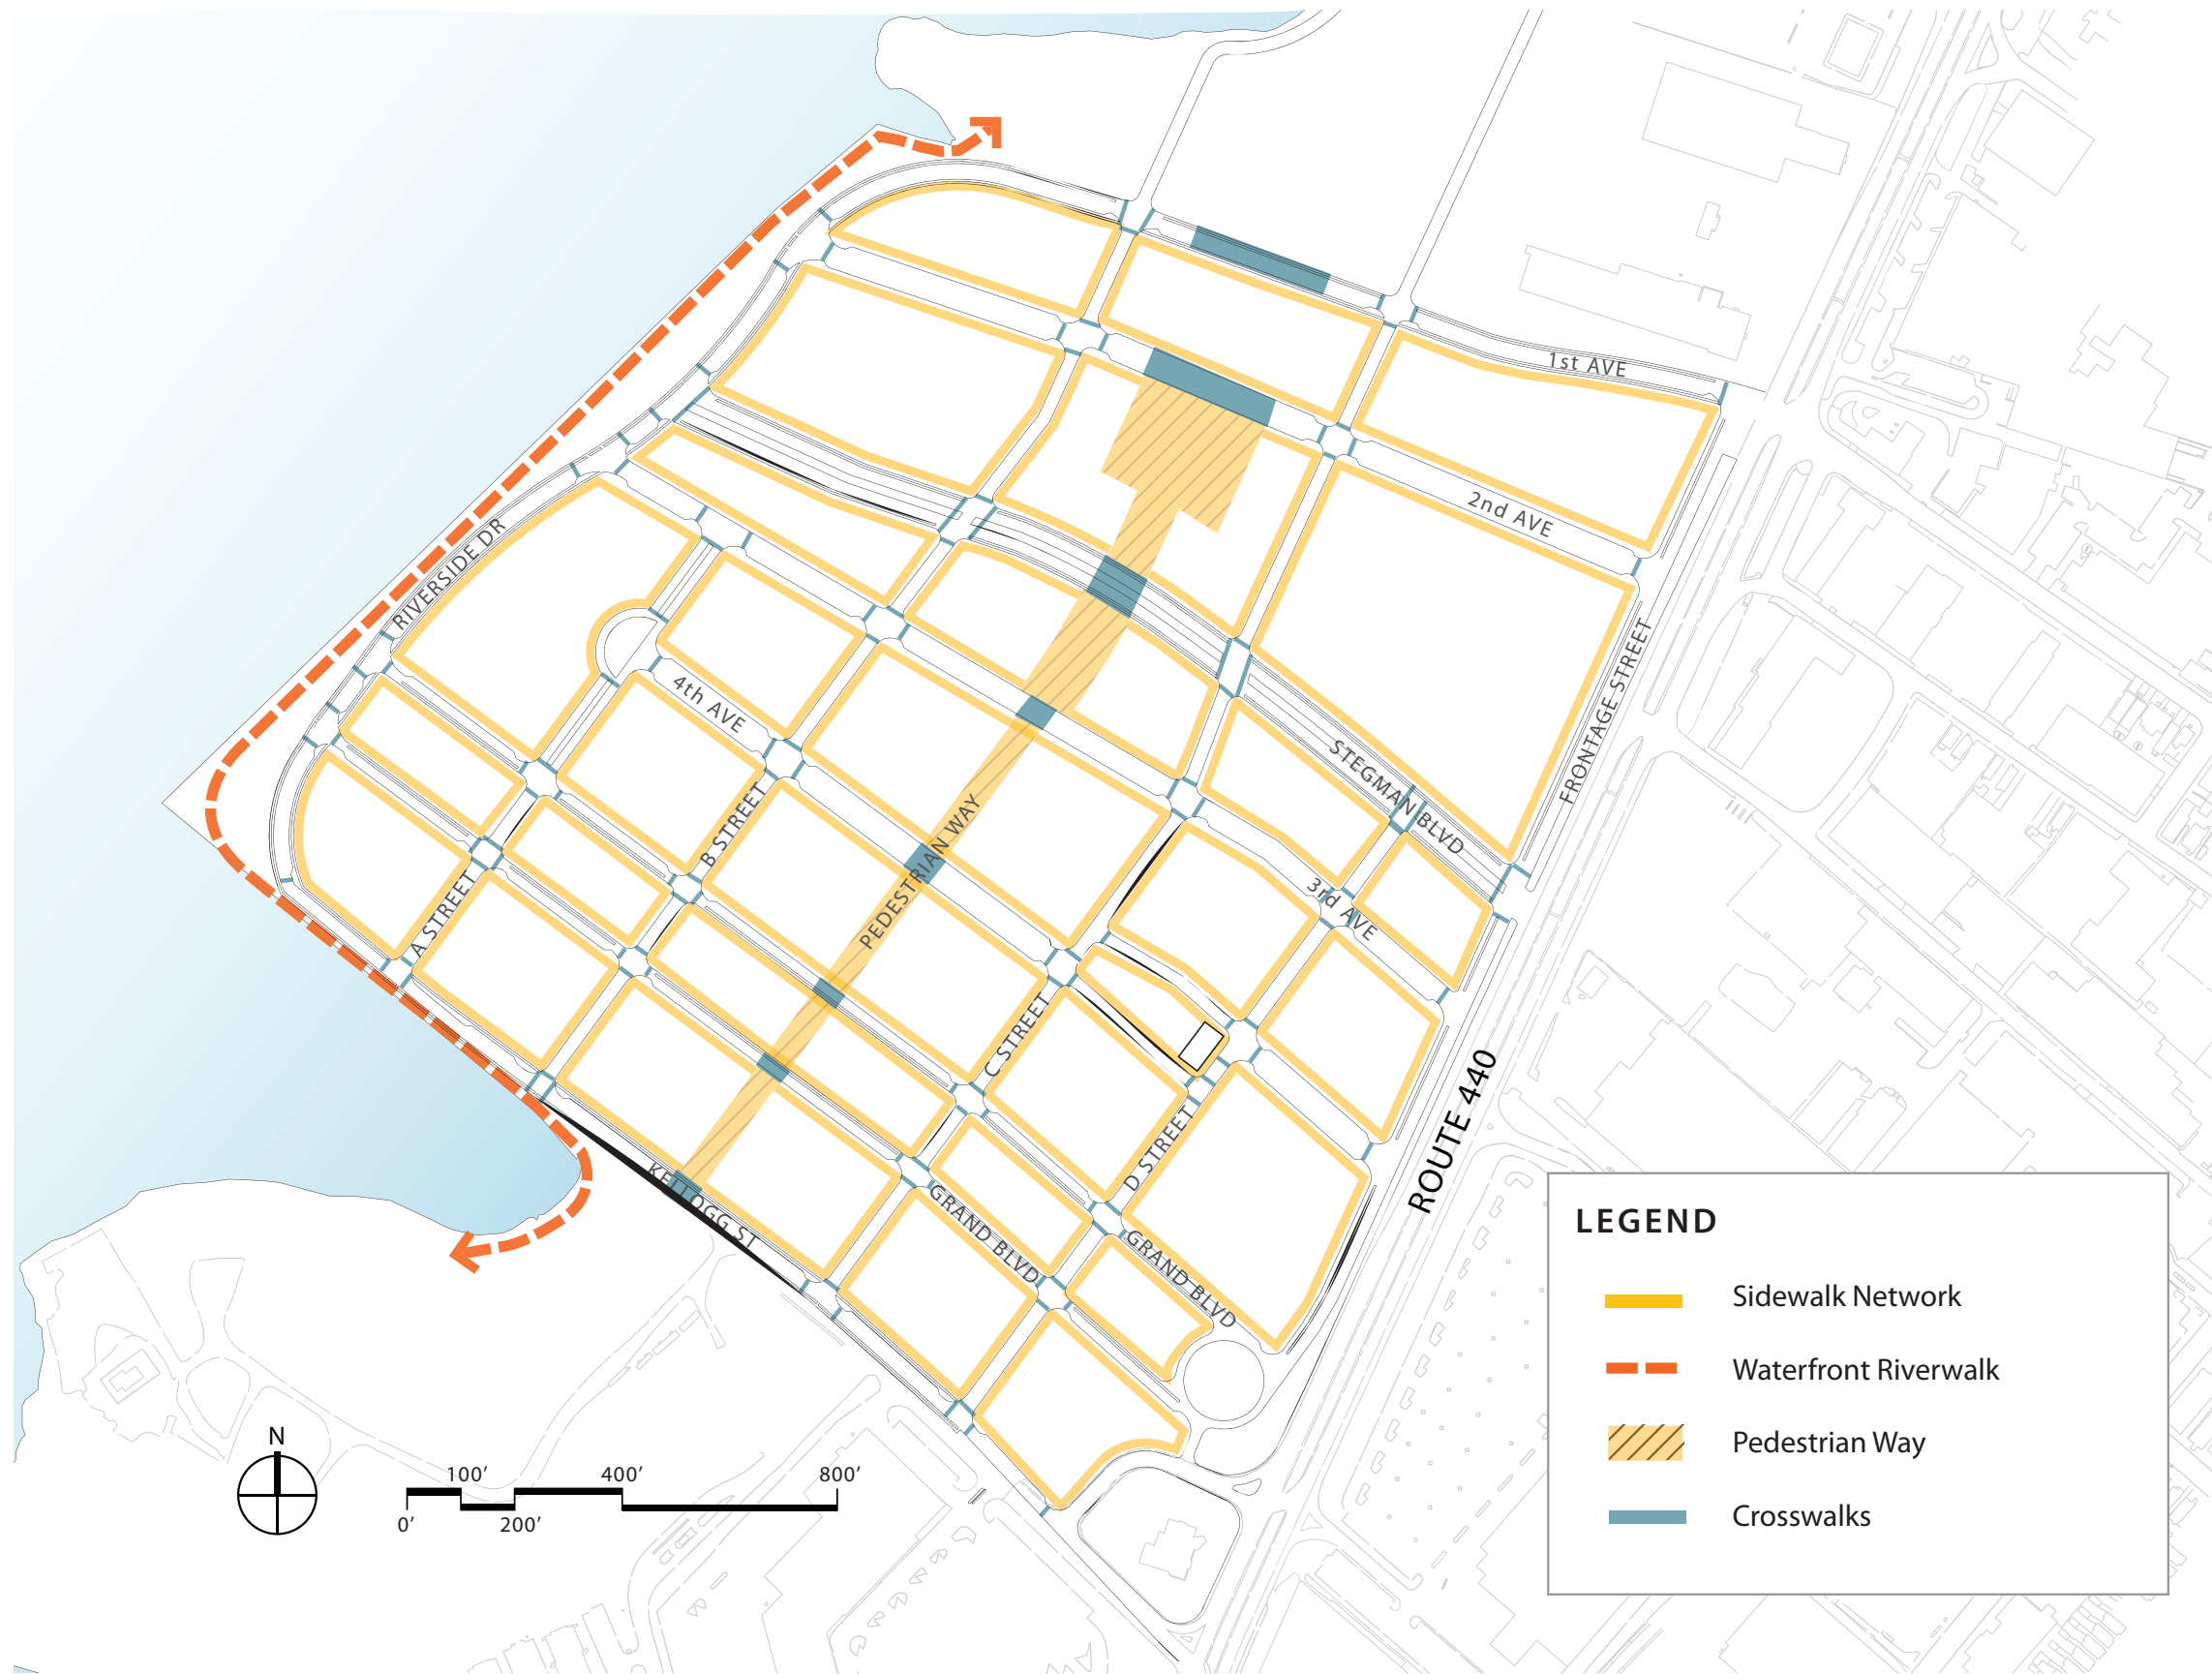 1st AVE
2nd AVE
RIVERSIDE DR
FRONTAGE STREET
4th AVE
STEGMAN BLVD
B STREET
PEDESTRIAN WAY
3rd AVE
A STREET
C STREET
D STREET
ROUTE 440
KELLOGG ST
GRAND BLVD
GRAND BLVD
LEGEND
Sidewalk Network
Waterfront Riverwalk
Pedestrian Way
Crosswalks
N
100’ 400’ 800’
0’ 200’